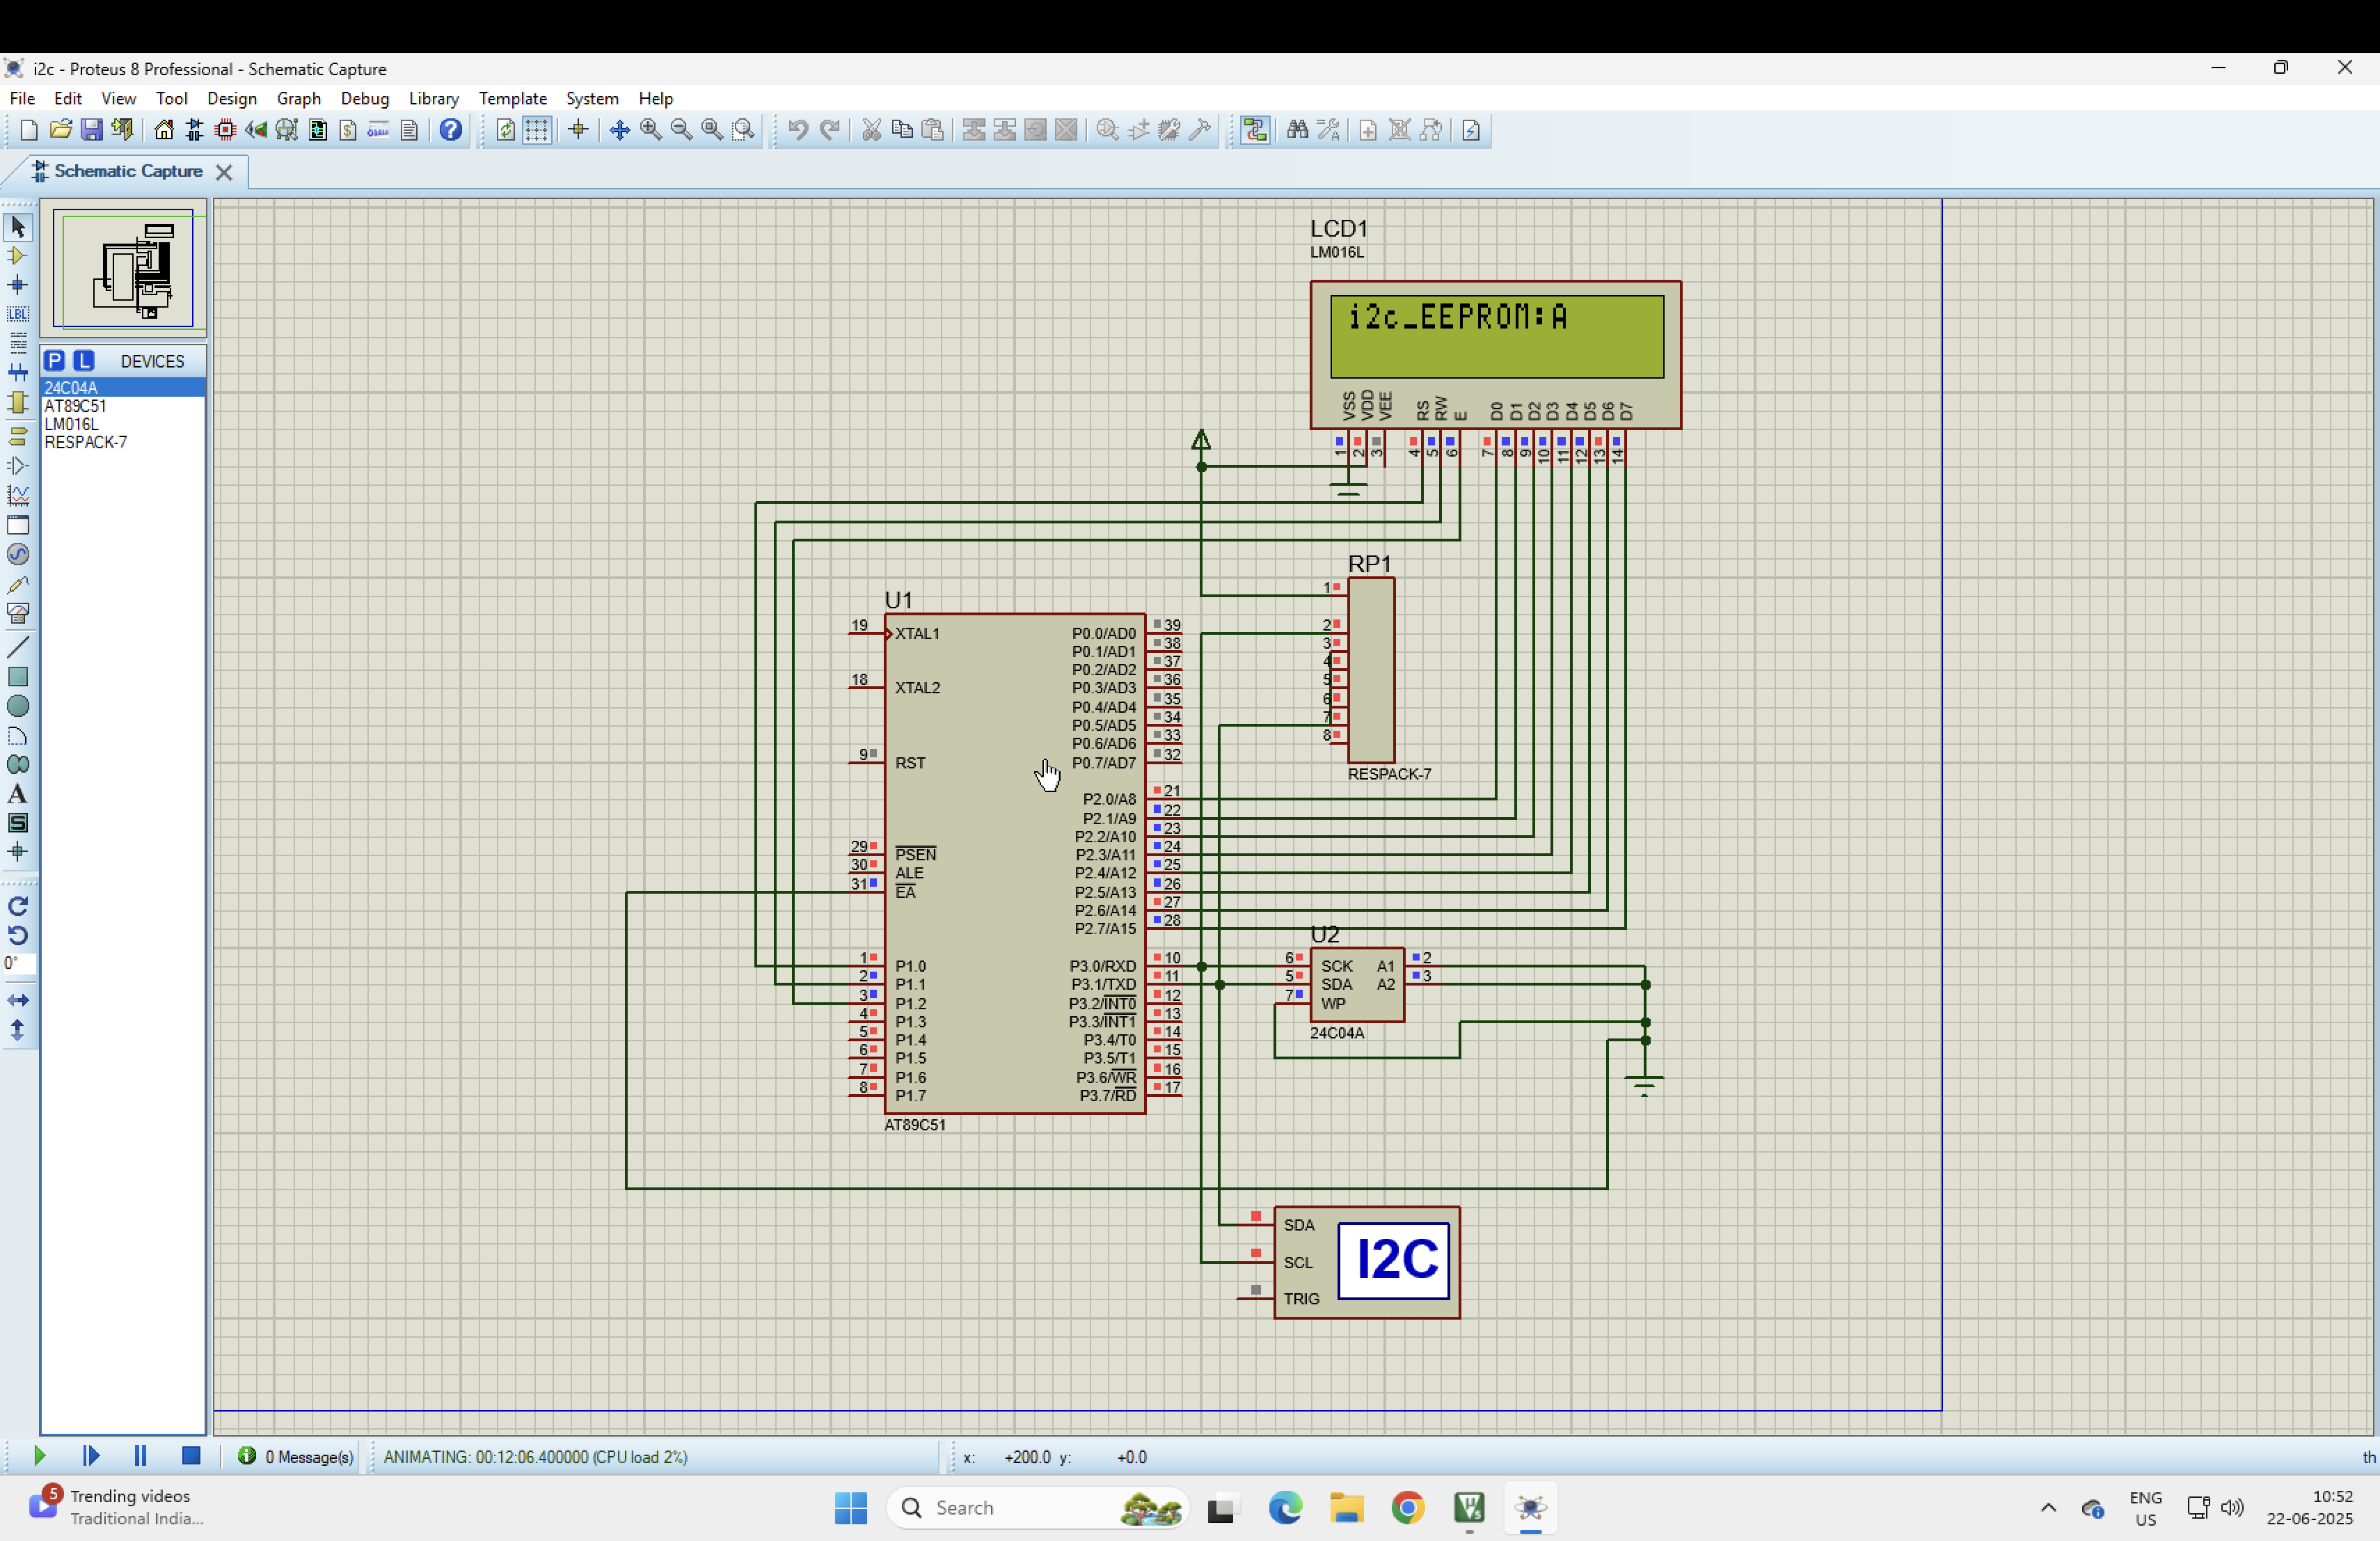 i2c - Proteus 8 Professional - Schematic Capture
File Edit View Tool Design Graph Debug Library Template System Help
Schematic Capture
LBL
P L DEVICES
24C04A
AT89C51
LM016L
RESPACK-7
A
S
0°
LCD1
LM016L
i2c_EEPROM:A
VSS VDD VEE RS RW E D0 D1 D2 D3 D4 D5 D6 D7
1 2 3 4 5 6 7 8 9 10 11 12 13 14
RP1
1
2
3
4
5
6
7
8
RESPACK-7
U1
19 XTAL1 P0.0/AD0 39
P0.1/AD1 38
P0.2/AD2 37
18 XTAL2 P0.3/AD3 36
P0.4/AD4 35
P0.5/AD5 34
P0.6/AD6 33
9 RST P0.7/AD7 32
P2.0/A8 21
P2.1/A9 22
P2.2/A10 23
29 PSEN P2.3/A11 24
30 ALE P2.4/A12 25
31 EA P2.5/A13 26
P2.6/A14 27
P2.7/A15 28
1 P1.0 P3.0/RXD 10
2 P1.1 P3.1/TXD 11
3 P1.2 P3.2/INT0 12
4 P1.3 P3.3/INT1 13
5 P1.4 P3.4/T0 14
6 P1.5 P3.5/T1 15
7 P1.6 P3.6/WR 16
8 P1.7 P3.7/RD 17
AT89C51
U2
6 SCK A1 2
5 SDA A2 3
7 WP
24C04A
SDA
SCL
TRIG
I2C
0 Message(s) ANIMATING: 00:12:06.400000 (CPU load 2%) x: +200.0 y: +0.0 th
5
Trending videos
Traditional India...
Search
ENG
US
10:52
22-06-2025